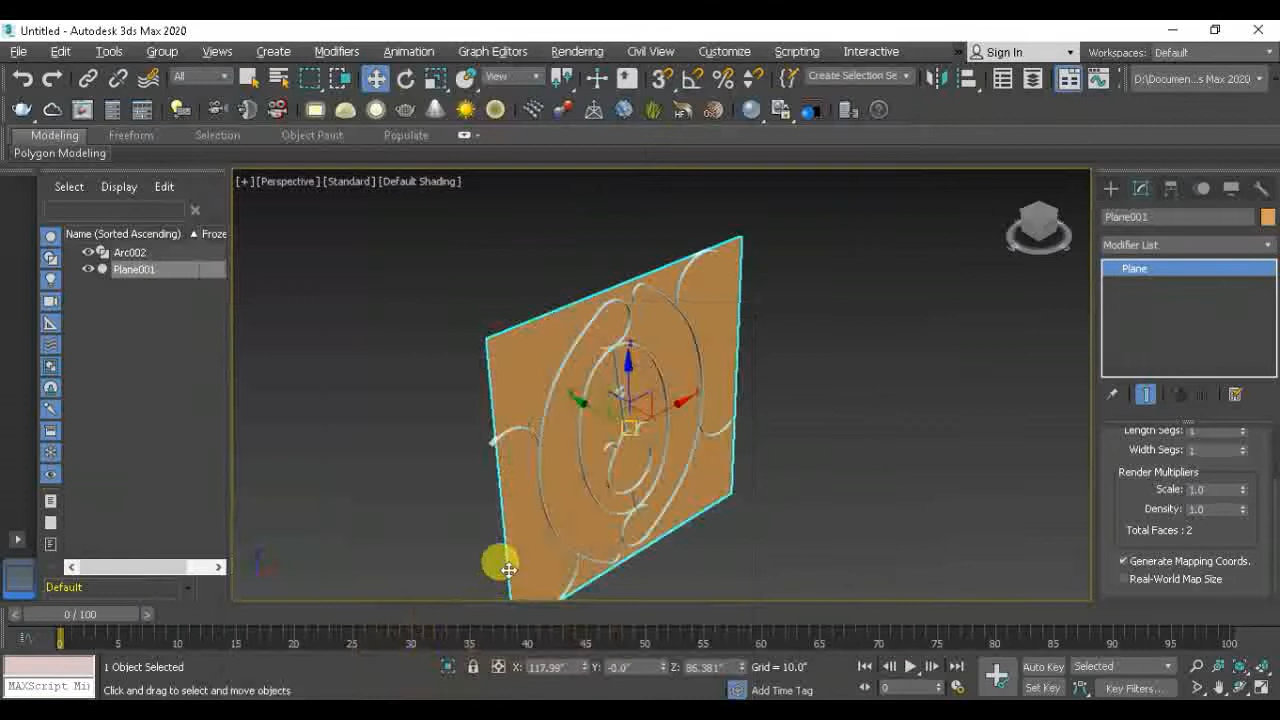 Untitled - Autodesk 3ds Max 2020
File Edit Tools Group Views Create Modifiers Animation Graph Editors Rendering Civil View Customize Scripting Interactive » Sign In Workspaces: Default
All View Create Selection Se D:\Documen...s Max 2020
Modeling Freeform Selection Object Paint Populate
Polygon Modeling
Select Display Edit
[+] [Perspective] [Standard] [Default Shading]
Plane001
Name (Sorted Ascending) ▲ Froze
Modifier List
Arc002
Plane001
Plane
Length Segs: 1
Width Segs: 1
Render Multipliers
Scale: 1.0
Density: 1.0
Total Faces: 2
Generate Mapping Coords.
Real-World Map Size
Default
0 / 100
0 5 10 15 20 25 30 35 40 45 50 55 60 65 70 75 80 85 90 95 100
1 Object Selected X: 117.99" Y: -0.0" Z: 86.381" Grid = 10.0" Auto Key Selected
MAXScript Mi Click and drag to select and move objects Add Time Tag 0 Set Key Key Filters...